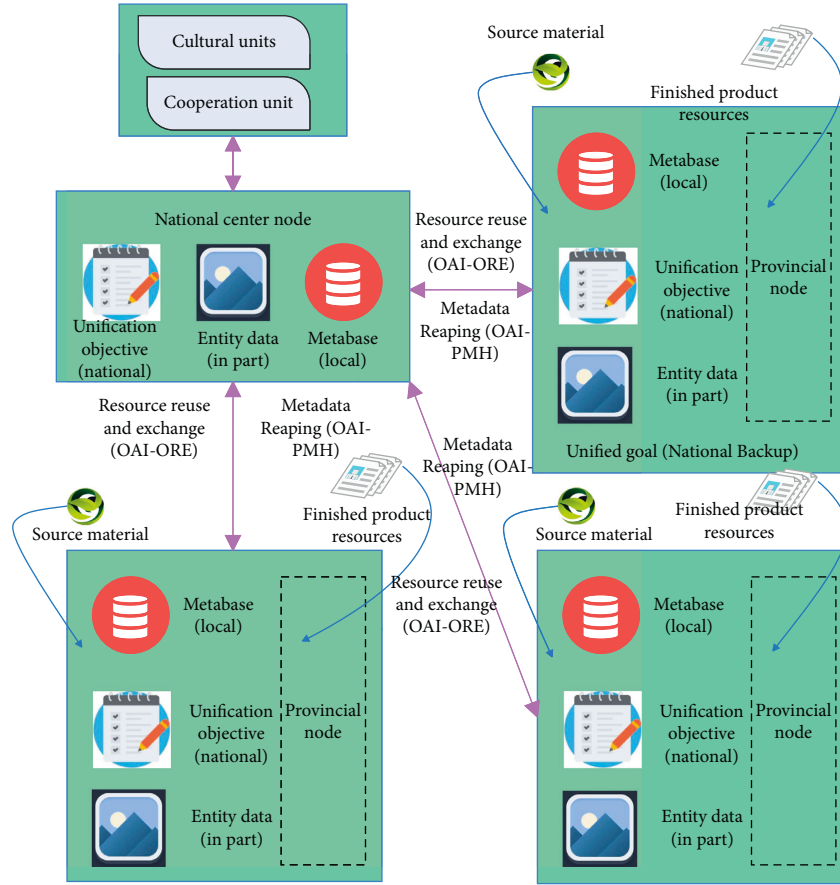 Cultural units
Cooperation unit
National center node
Unification
objective
(national)
Entity data
(in part)
Metabase
(local)
Resource reuse
and exchange
(OAI-ORE)
Metadata
Reaping (OAI-
PMH)
Source material
Finished product
resources
Metabase
(local)
Unification
objective
(national)
Entity data
(in part)
Provincial
node
Unified goal (National Backup)
Resource reuse
and exchange
(OAI-ORE)
Metadata
Reaping (OAI-
PMH)
Metadata
Reaping (OAI-
PMH)
Resource reuse
and exchange
(OAI-ORE)
Source material
Finished product
resources
Metabase
(local)
Unification
objective
(national)
Entity data
(in part)
Provincial
node
Source material
Finished product
resources
Metabase
(local)
Unification
objective
(national)
Entity data
(in part)
Provincial
node